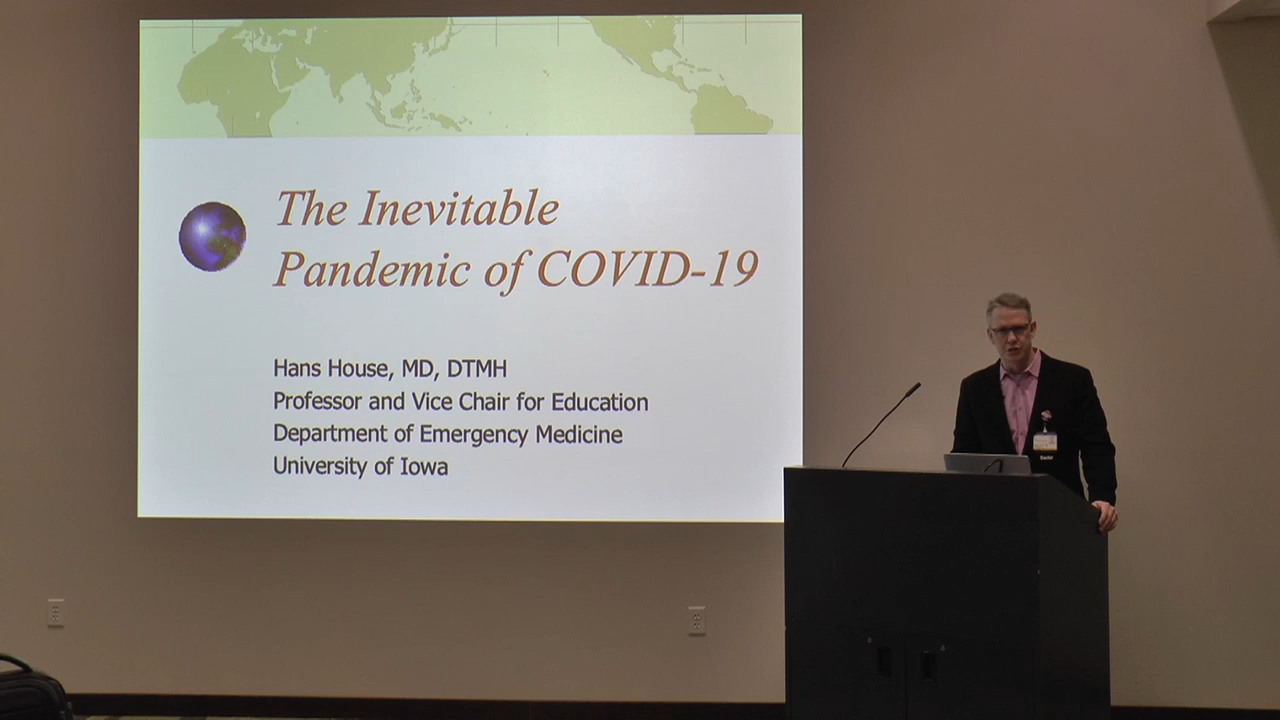 The Inevitable
Pandemic of COVID-19
Hans House, MD, DTMH
Professor and Vice Chair for Education
Department of Emergency Medicine
University of Iowa